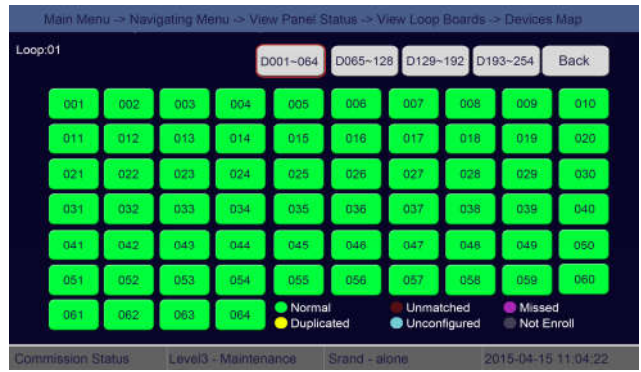 Main Menu -> Navigating Menu -> View Panel Status -> View Loop Boards -> Devices Map
Loop:01 D001~064 D065~128 D129~192 D193~254 Back
001 002 003 004 005 006 007 008 009 010
011 012 013 014 015 016 017 018 019 020
021 022 023 024 025 026 027 028 029 030
031 032 033 034 035 036 037 038 039 040
041 042 043 044 045 046 047 048 049 050
051 052 053 054 055 056 057 058 059 060
061 062 063 064 Normal Unmatched Missed
Duplicated Unconfigured Not Enroll
Commission Status Level3 - Maintenance Srand - alone 2015-04-15 11:04:22